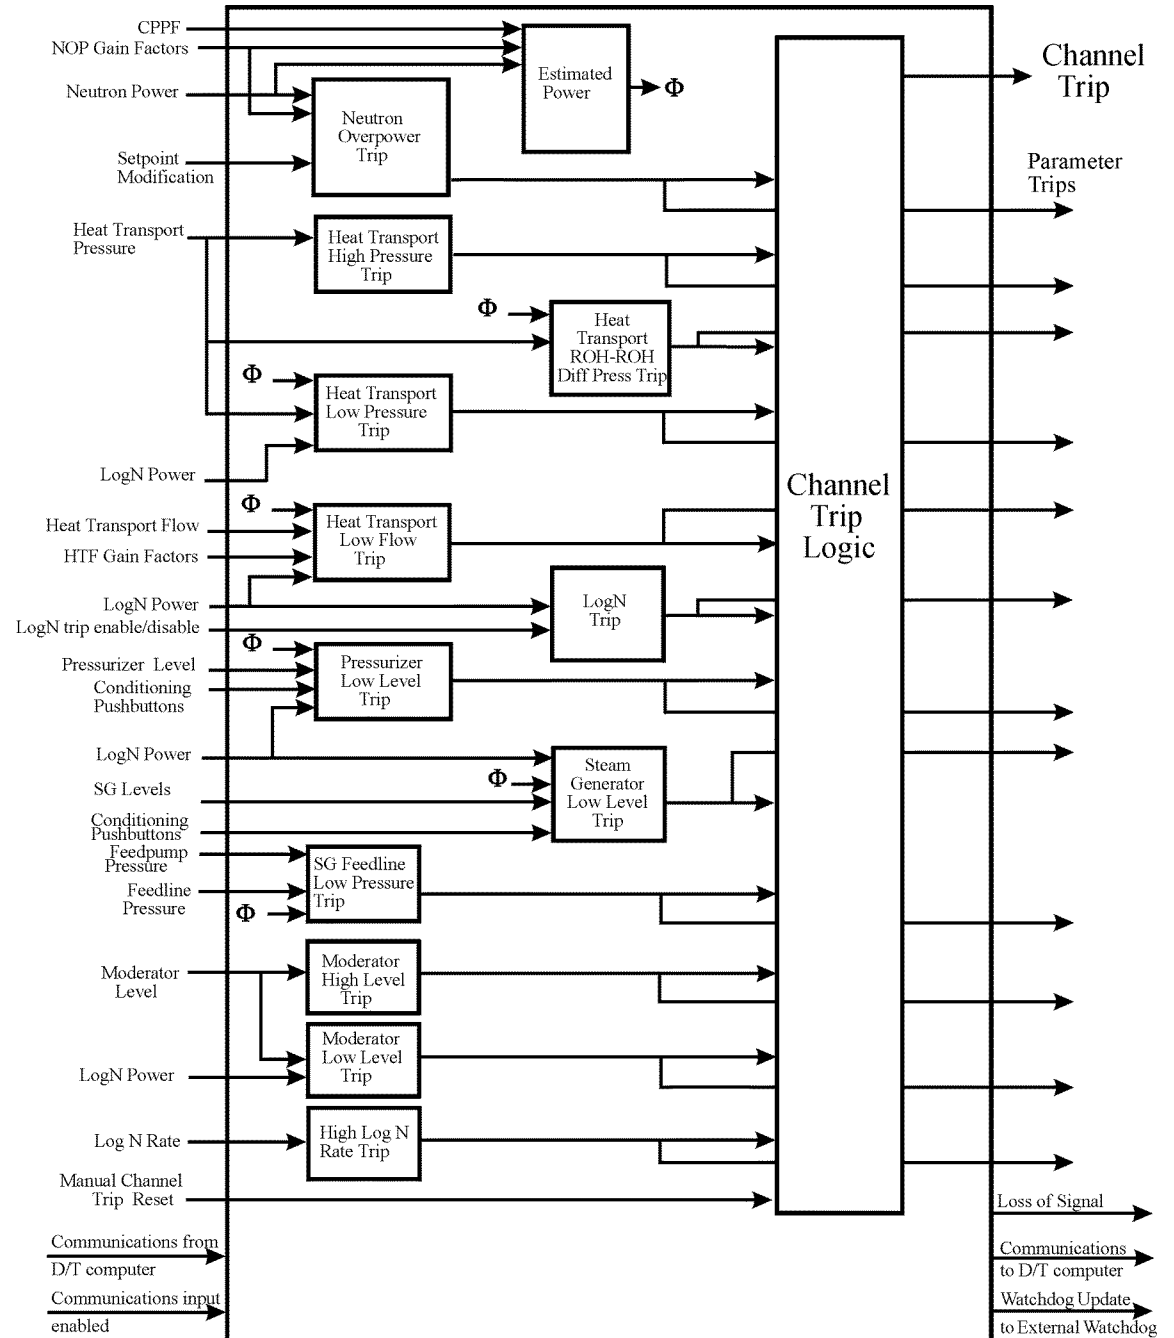 CPPF
NOP Gain Factors
Neutron Power
Setpoint
Modification
Estimated
Power
Φ
Neutron
Overpower
Trip
Channel
Trip
Parameter
Trips
Heat Transport
Pressure
Heat Transport
High Pressure
Trip
Φ
Heat
Transport
ROH-ROH
Diff Press Trip
Φ
Heat Transport
Low Pressure
Trip
LogN Power
Channel
Trip
Logic
Φ
Heat Transport Flow
HTF Gain Factors
Heat Transport
Low Flow
Trip
LogN Power
LogN trip enable/disable
LogN
Trip
Φ
Pressurizer Level
Conditioning
Pushbuttons
Pressurizer
Low Level
Trip
LogN Power
Φ
SG Levels
Conditioning
Pushbuttons
Steam
Generator
Low Level
Trip
Feedpump
Pressure
Feedline
Pressure
Φ
SG Feedline
Low Pressure
Trip
Moderator
Level
Moderator
High Level
Trip
Moderator
Low Level
Trip
LogN Power
Log N Rate
High Log N
Rate Trip
Manual Channel
Trip Reset
Loss of Signal
Communications from
D/T computer
Communications
to D/T computer
Communications input
enabled
Watchdog Update
to External Watchdog